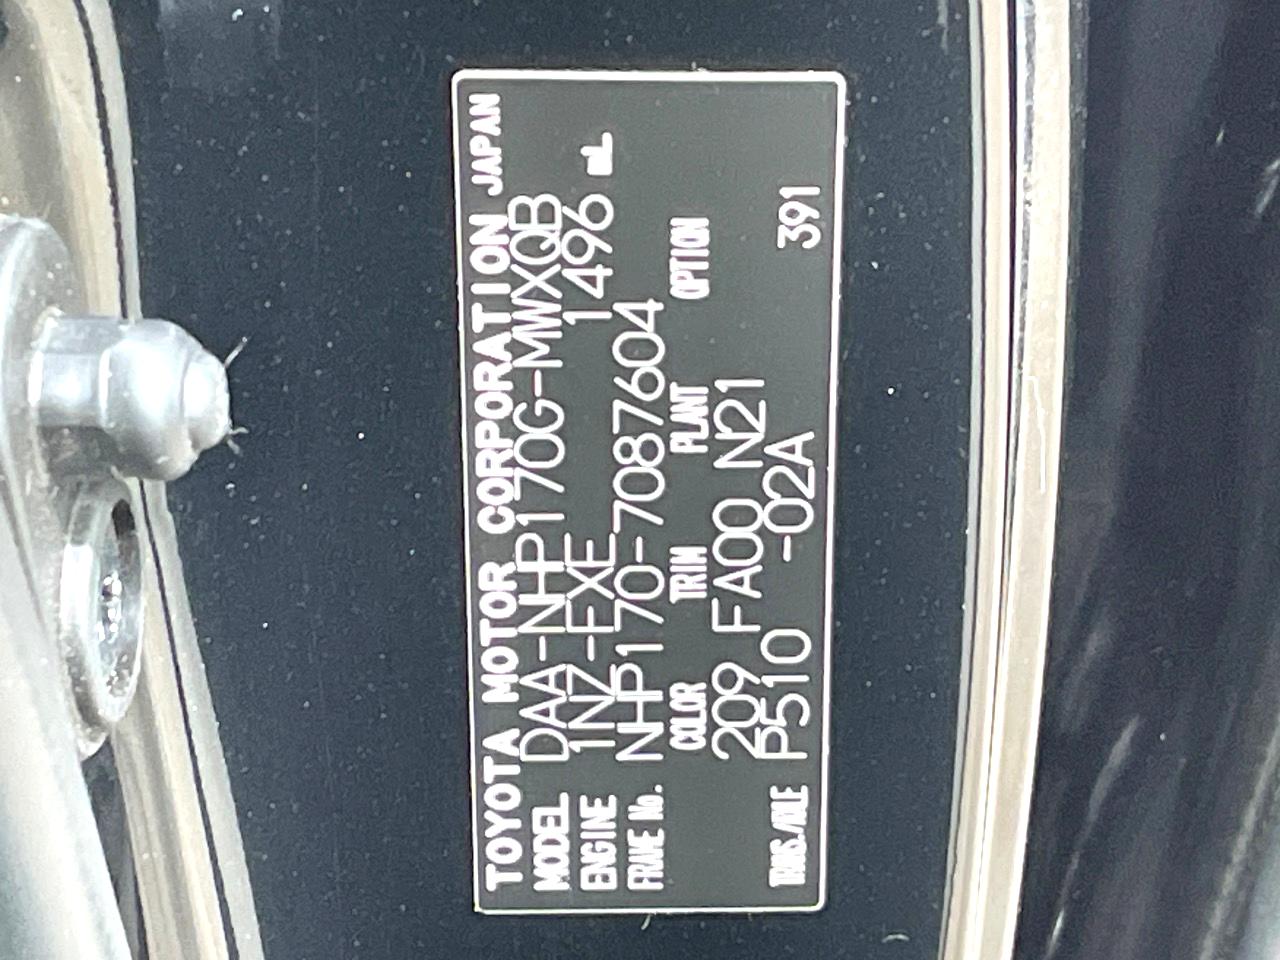 TOYOTA MOTOR CORPORATION JAPAN
MODEL DAA-NHP170G-MWXQB
ENGINE 1NZ-FXE 1496 mL
FRAME No. NHP170-7087604
COLOR TRIM PLANT OPTION
209 FA00 N21
TRANS./AXLE P510 -02A 391